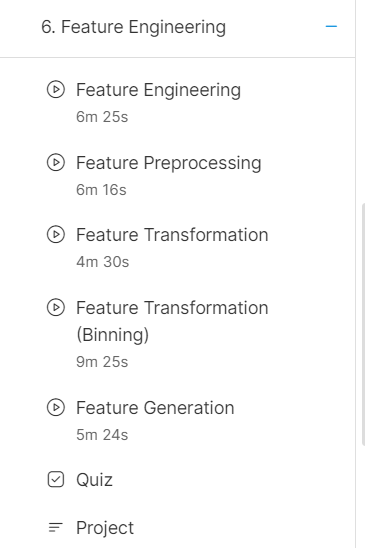 6. Feature Engineering
Feature Engineering
6m 25s
Feature Preprocessing
6m 16s
Feature Transformation
4m 30s
Feature Transformation
(Binning)
9m 25s
Feature Generation
5m 24s
Quiz
Project